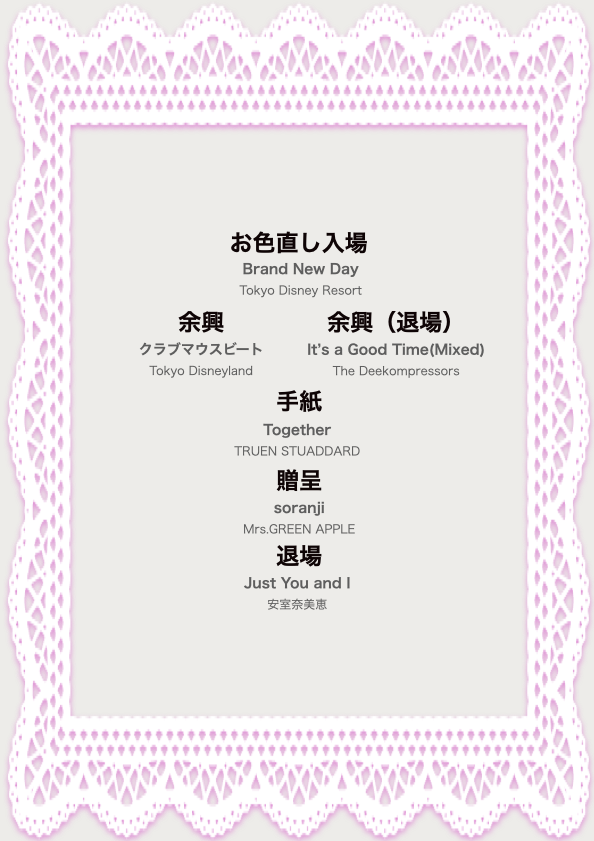 お色直し入場
Brand New Day
Tokyo Disney Resort
余興
クラブマウスビート
Tokyo Disneyland
余興（退場）
It's a Good Time(Mixed)
The Deekompressors
手紙
Together
TRUEN STUADDARD
贈呈
soranji
Mrs.GREEN APPLE
退場
Just You and I
安室奈美恵